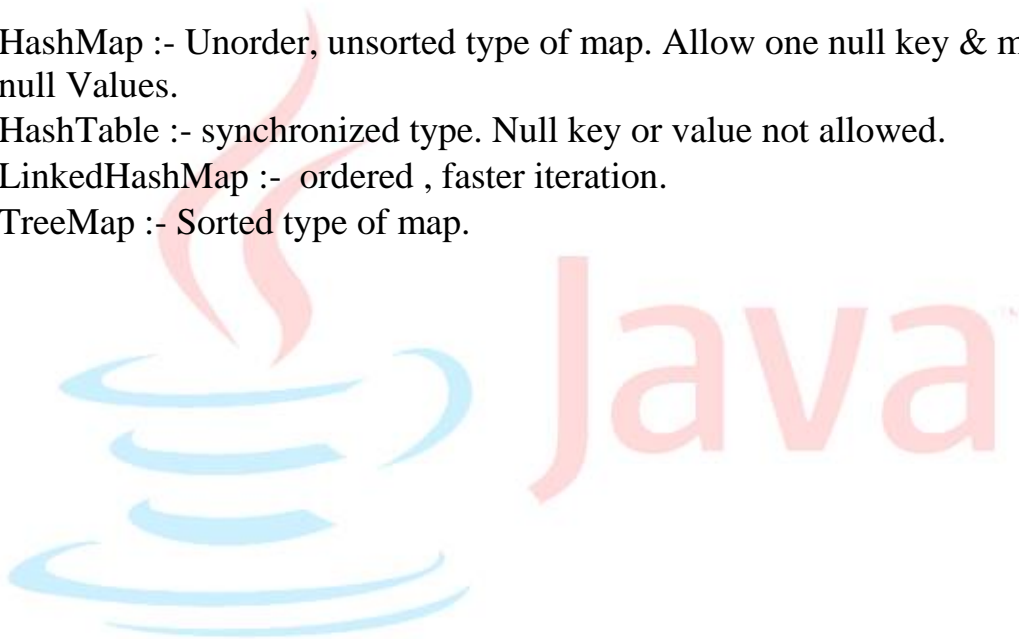 HashMap :- Unorder, unsorted type of map. Allow one null key &
null Values.
HashTable :- synchronized type. Null key or value not allowed.
LinkedHashMap :- ordered , faster iteration.
TreeMap :- Sorted type of map.
Java